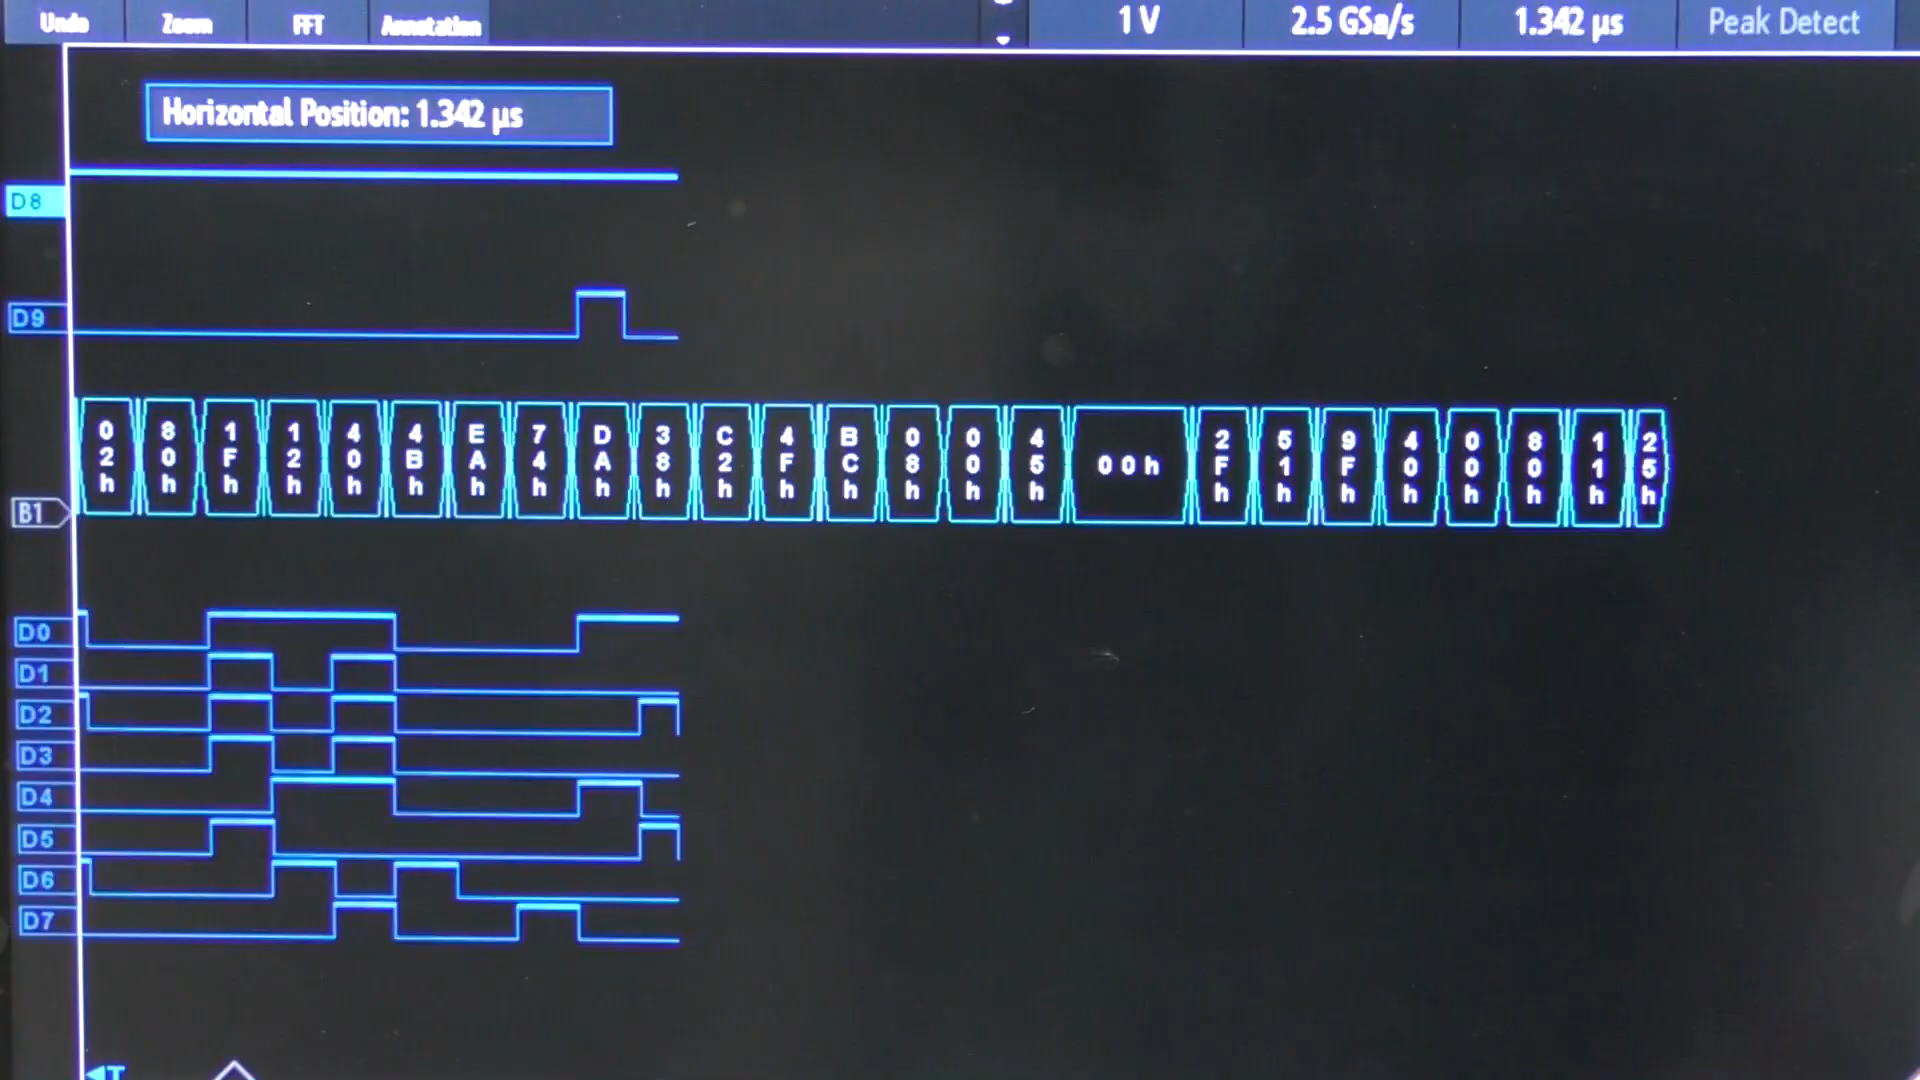 Undo Zoom FFT Annotation 1 V 2.5 GSa/s 1.342 µs Peak Detect
Horizontal Position: 1.342 µs
D8
D9
02h 80h 1Fh 12h 40h 4Bh EAh 74h DAh 38h C2h 4Fh BCh 08h 00h 45h 00h 2Fh 51h 9Fh 40h 00h 80h 11h 25h
B1
D0
D1
D2
D3
D4
D5
D6
D7
T